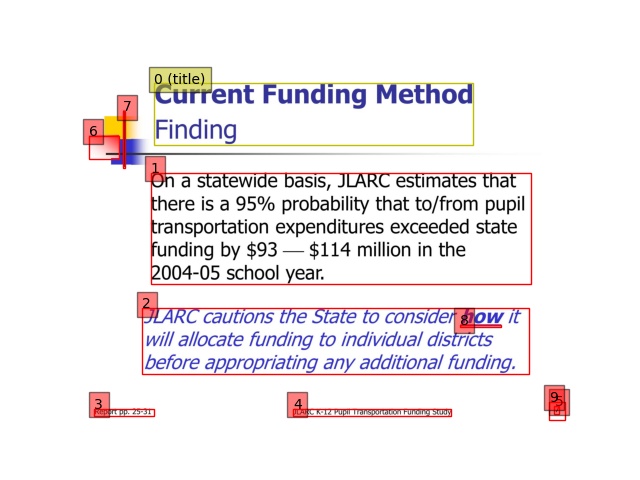 0 (title)
Current Funding Method
Finding
7
6
1
On a statewide basis, JLARC estimates that
there is a 95% probability that to/from pupil
transportation expenditures exceeded state
funding by $93 — $114 million in the
2004-05 school year.
2
JLARC cautions the State to consider how it
8
will allocate funding to individual districts
before appropriating any additional funding.
3
Report pp. 25-31
4
JLARC K-12 Pupil Transportation Funding Study
9
5